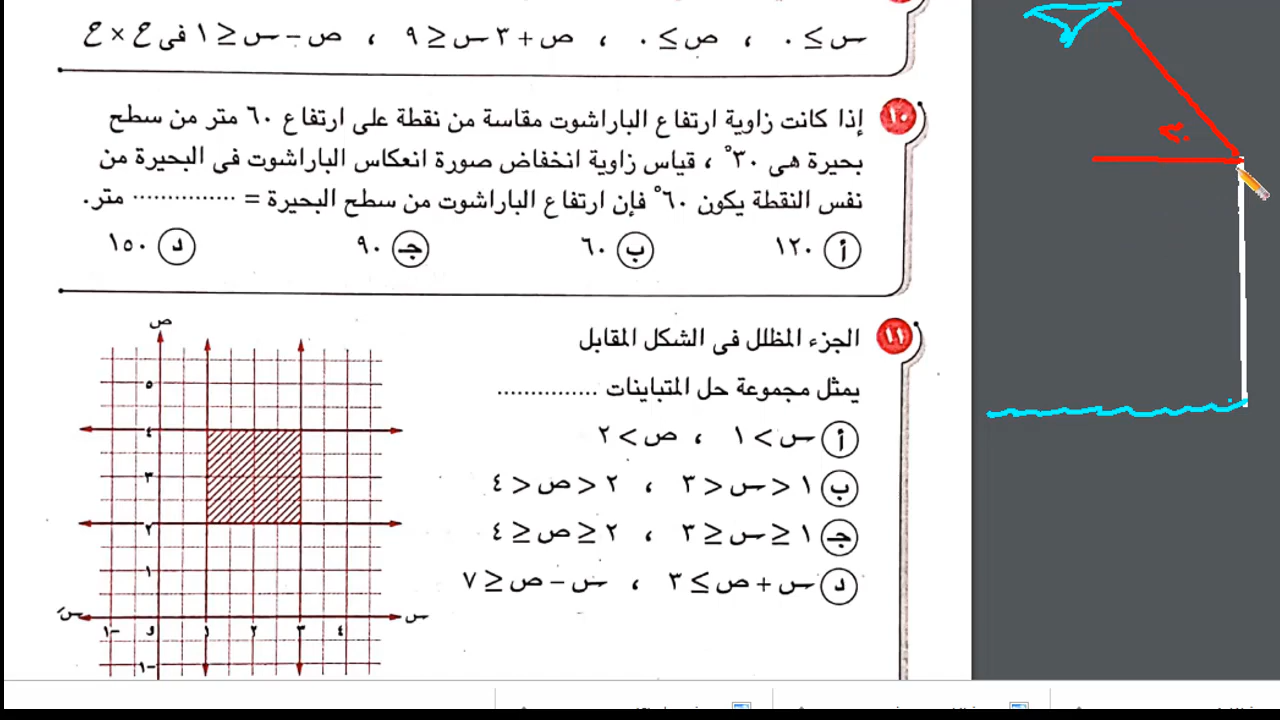 س ≥ ٠ ، ص ≥ ٠ ، ص + ٣ س ≤ ٩ ، ص − س ≤ ١ فى ح × ح
١٠ إذا كانت زاوية ارتفاع الباراشوت مقاسة من نقطة على ارتفاع ٦٠ متر من سطح
بحيرة هى ٣٠° ، قياس زاوية انخفاض صورة انعكاس الباراشوت فى البحيرة من
نفس النقطة يكون ٦٠° فإن ارتفاع الباراشوت من سطح البحيرة = ............... متر.
أ ١٢٠ ب ٦٠ جـ ٩٠ د ١٥٠
١١ الجزء المظلل فى الشكل المقابل
يمثل مجموعة حل المتباينات ...............
أ س > ١ ، ص > ٢
ب ١ < س < ٣ ، ٢ < ص < ٤
جـ ١ ≤ س ≤ ٣ ، ٢ ≤ ص ≤ ٤
د س + ص ≥ ٣ ، س − ص ≤ ٧
ص
٥
٤
٣
٢
١
س ٤ ٣ ٢ ١ و ١− سَ
١−
٣٠